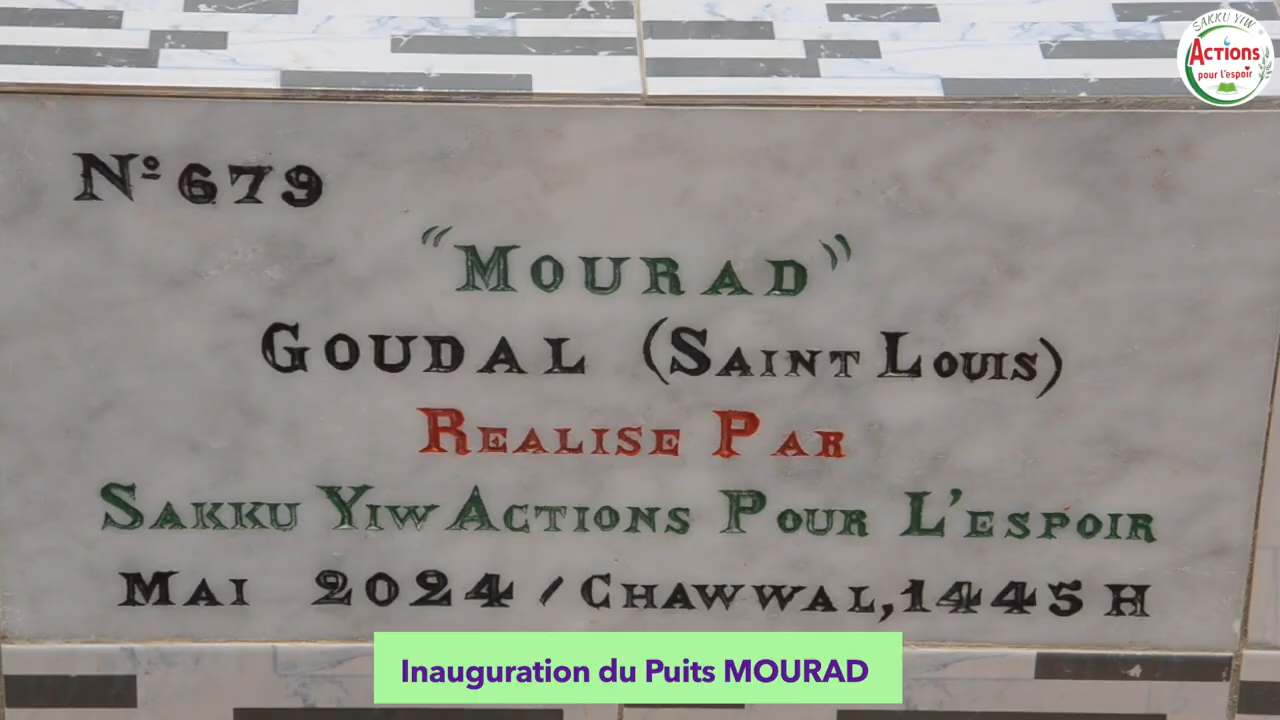 SAKKU YIW
ACTIONS
pour l'espoir
Nº 679
"MOURAD"
GOUDAL (SAINT LOUIS)
REALISE PAR
SAKKU YIW ACTIONS POUR L'ESPOIR
MAI 2024 / CHAWWAL, 1445 H
Inauguration du Puits MOURAD